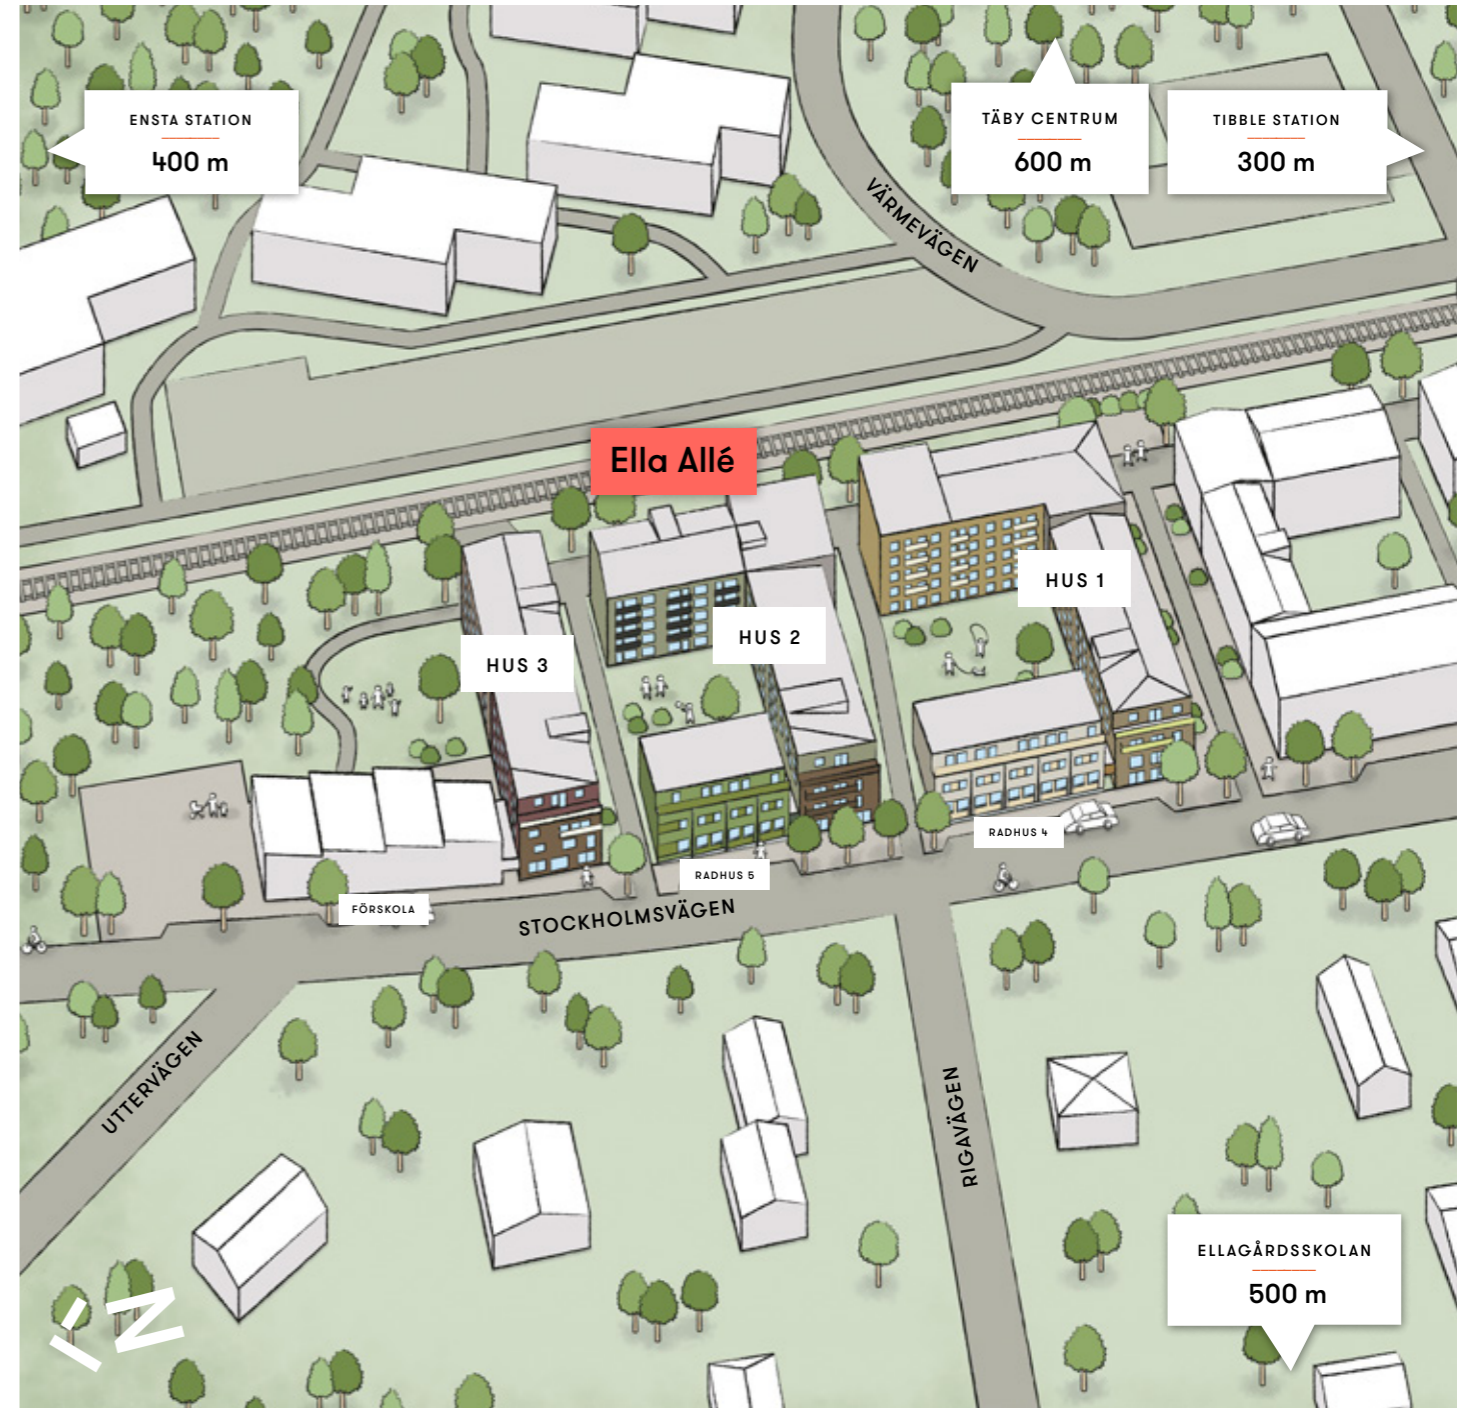 ENSTA STATION
400 m
TÄBY CENTRUM
600 m
TIBBLE STATION
300 m
VÄRMEVÄGEN
Ella Allé
HUS 1
HUS 2
HUS 3
RADHUS 4
RADHUS 5
FÖRSKOLA
STOCKHOLMSVÄGEN
UTTERVÄGEN
RIGAVÄGEN
ELLAGÅRDSSKOLAN
500 m
N